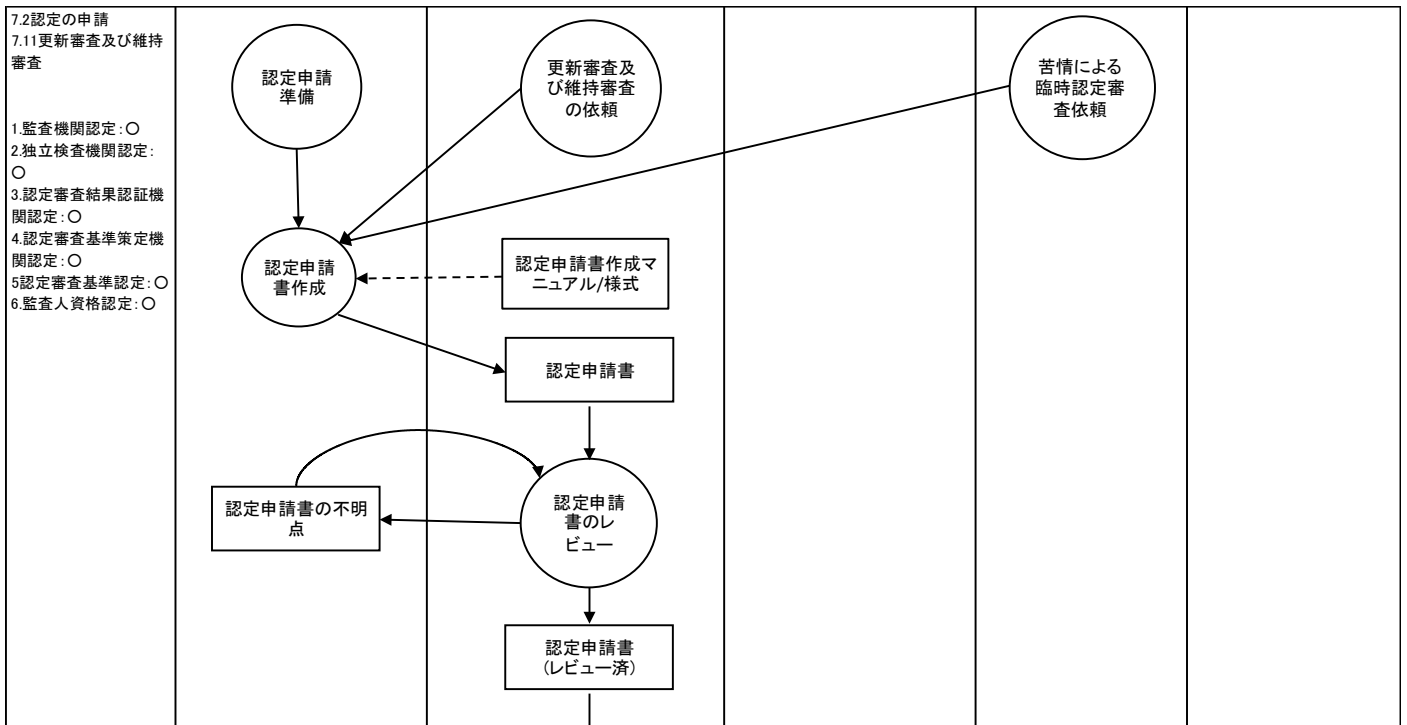 7.2認定の申請
7.11更新審査及び維持
審査
1.監査機関認定:〇
2.独立検査機関認定:
〇
3.認定審査結果認証機
関認定:〇
4.認定審査基準策定機
関認定:〇
5認定審査基準認定:〇
6.監査人資格認定:〇
認定申請
準備
更新審査及
び維持審査
の依頼
苦情による
臨時認定審
査依頼
認定申請
書作成
認定申請書作成マ
ニュアル/様式
認定申請書
認定申請書の不明
点
認定申請
書のレ
ビュー
認定申請書
(レビュー済)